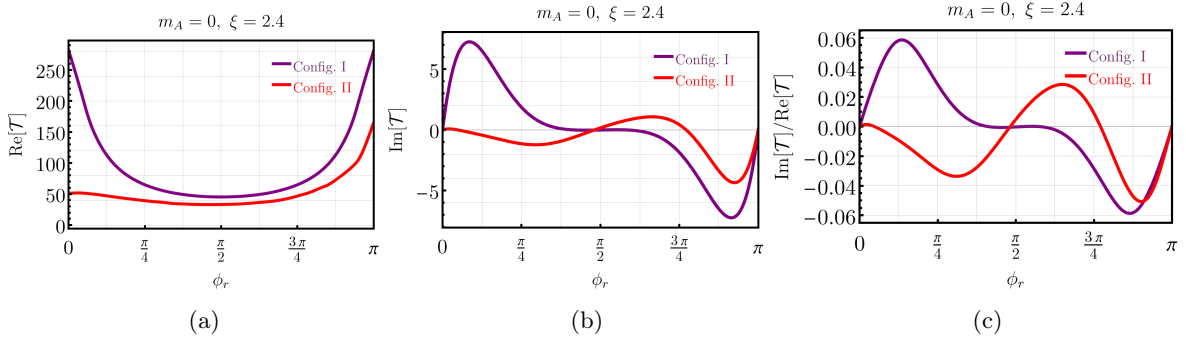 m_A = 0, ξ = 2.4
Re[𝒯]
250
200
150
100
50
0
Config. I
Config. II
0 π/4 π/2 3π/4 π
ϕ_r
(a)
m_A = 0, ξ = 2.4
Im[𝒯]
5
0
−5
Config. I
Config. II
0 π/4 π/2 3π/4 π
ϕ_r
(b)
m_A = 0, ξ = 2.4
Im[𝒯]/Re[𝒯]
0.06
0.04
0.02
0.00
−0.02
−0.04
−0.06
Config. I
Config. II
0 π/4 π/2 3π/4 π
ϕ_r
(c)